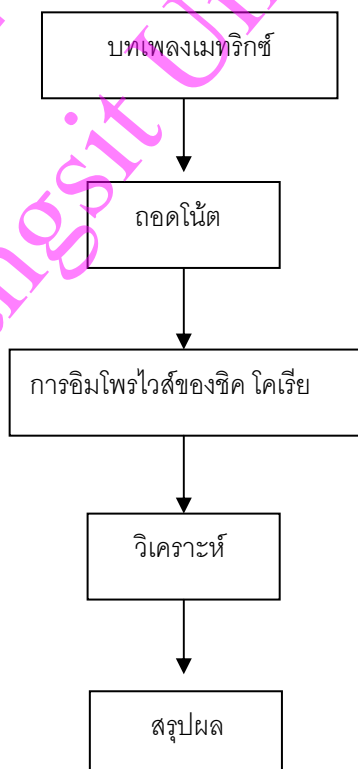 บทเพลงเมทริกซ์
ถอดโน้ต
การอิมโพรไวส์ของชิค โคเรีย
วิเคราะห์
สรุปผล